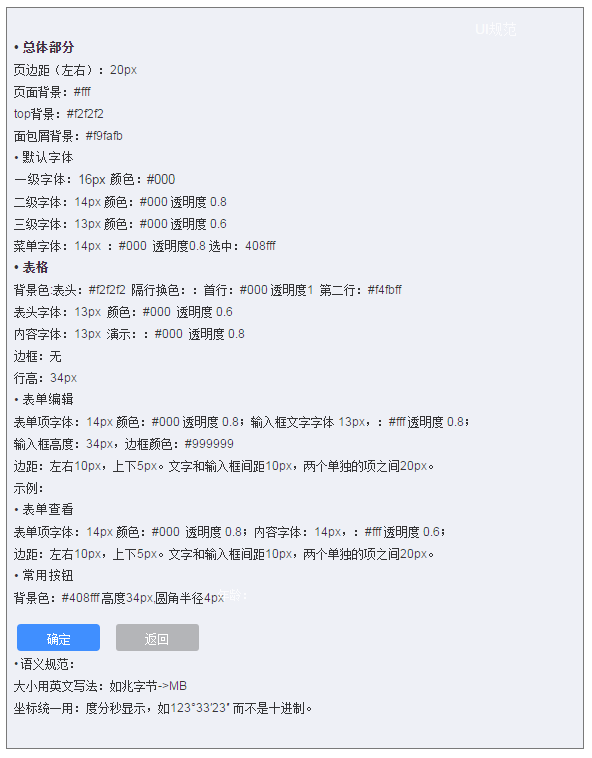 UI规范
• 总体部分
页边距（左右）：20px
页面背景：#fff
top背景：#f2f2f2
面包屑背景：#f9fafb
• 默认字体
一级字体：16px 颜色：#000
二级字体：14px 颜色：#000 透明度 0.8
三级字体：13px 颜色：#000 透明度 0.6
菜单字体：14px ：#000 透明度0.8 选中：408fff
• 表格
背景色:表头：#f2f2f2 隔行换色：：首行：#000 透明度1 第二行：#f4fbff
表头字体：13px 颜色：#000 透明度 0.6
内容字体：13px 演示：：#000 透明度 0.8
边框：无
行高：34px
• 表单编辑
表单项字体：14px 颜色：#000 透明度 0.8；输入框文字字体 13px，：#fff 透明度 0.8；
输入框高度：34px，边框颜色：#999999
边距：左右10px，上下5px。文字和输入框间距10px，两个单独的项之间20px。
示例：
• 表单查看
表单项字体：14px 颜色：#000 透明度 0.8；内容字体：14px，：#fff 透明度 0.6；
边距：左右10px，上下5px。文字和输入框间距10px，两个单独的项之间20px。
• 常用按钮
背景色：#408fff 高度34px,圆角半径4px
确定 返回
• 语义规范：
大小用英文写法：如兆字节->MB
坐标统一用：度分秒显示，如123°33′23″ 而不是十进制。